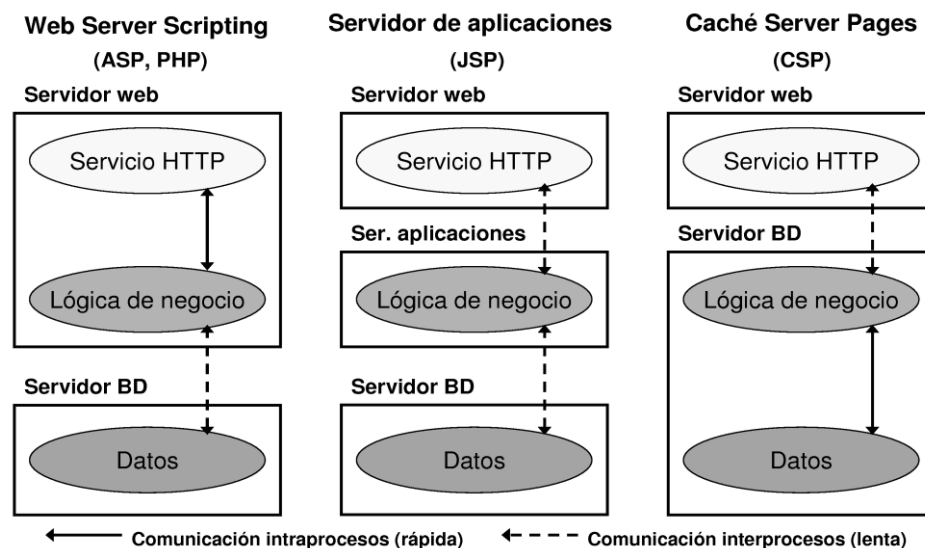 Web Server Scripting
(ASP, PHP)
Servidor web
Servicio HTTP
Lógica de negocio
Servidor BD
Datos
Servidor de aplicaciones
(JSP)
Servidor web
Servicio HTTP
Ser. aplicaciones
Lógica de negocio
Servidor BD
Datos
Caché Server Pages
(CSP)
Servidor web
Servicio HTTP
Servidor BD
Lógica de negocio
Datos
Comunicación intraprocesos (rápida)
Comunicación interprocesos (lenta)